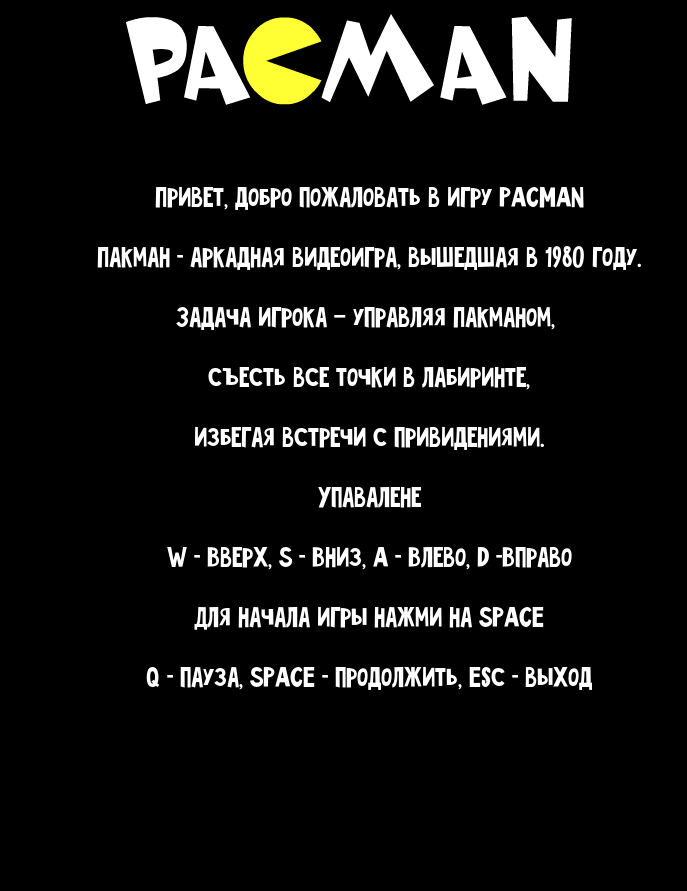 PACMAN
ПРИВЕТ, ДОБРО ПОЖАЛОВАТЬ В ИГРУ PACMAN
ПАКМАН - АРКАДНАЯ ВИДЕОИГРА, ВЫШЕДШАЯ В 1980 ГОДУ.
ЗАДАЧА ИГРОКА – УПРАВЛЯЯ ПАКМАНОМ,
СЪЕСТЬ ВСЕ ТОЧКИ В ЛАБИРИНТЕ,
ИЗБЕГАЯ ВСТРЕЧИ С ПРИВИДЕНИЯМИ.
УПАВАЛЕНЕ
W - ВВЕРХ, S - ВНИЗ, A - ВЛЕВО, D -ВПРАВО
ДЛЯ НАЧАЛА ИГРЫ НАЖМИ НА SPACE
Q - ПАУЗА, SPACE - ПРОДОЛЖИТЬ, ESC - ВЫХОД